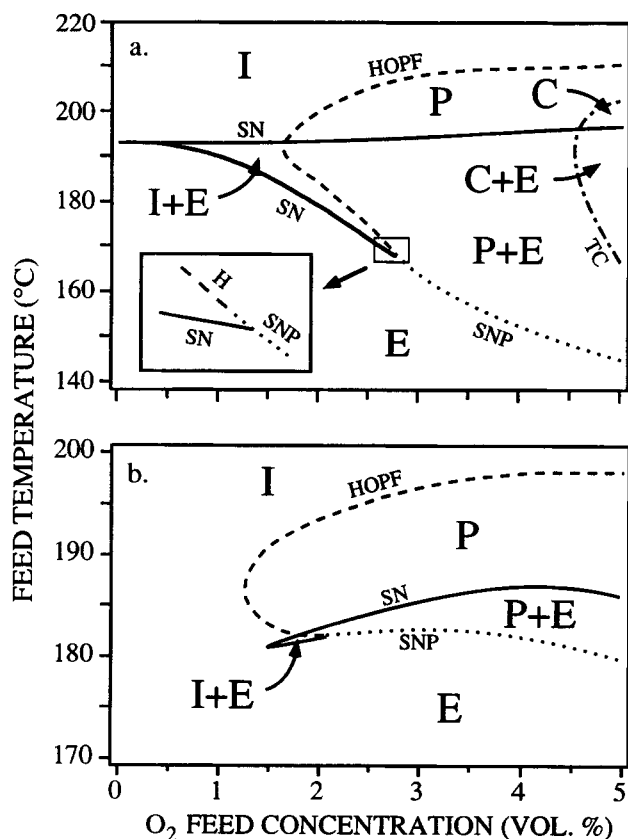 220
200
180
160
140
a.
I
HOPF
P
C
SN
I+E
SN
C+E
P+E
TC
H
SN
SNP
E
SNP
FEED TEMPERATURE (°C)
200
190
180
170
b.
I
HOPF
P
SN
P+E
SNP
I+E
E
0 1 2 3 4 5
O₂ FEED CONCENTRATION (VOL. %)